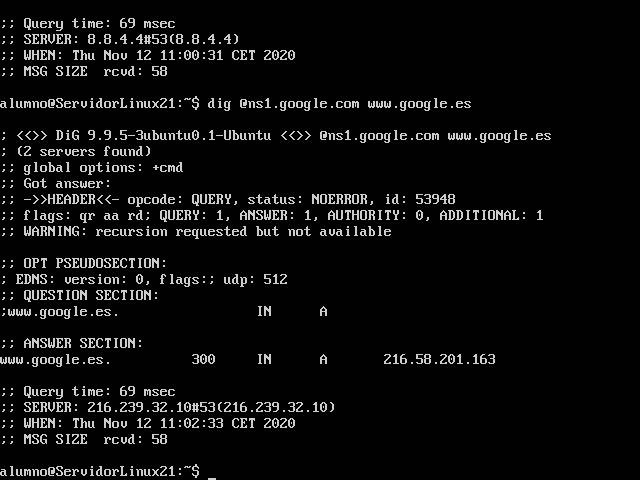 ;; Query time: 69 msec
;; SERVER: 8.8.4.4#53(8.8.4.4)
;; WHEN: Thu Nov 12 11:00:31 CET 2020
;; MSG SIZE  rcvd: 58

alumno@ServidorLinux21:~$ dig @ns1.google.com www.google.es

; <<>> DiG 9.9.5-3ubuntu0.1-Ubuntu <<>> @ns1.google.com www.google.es
; (2 servers found)
;; global options: +cmd
;; Got answer:
;; ->>HEADER<<- opcode: QUERY, status: NOERROR, id: 53948
;; flags: qr aa rd; QUERY: 1, ANSWER: 1, AUTHORITY: 0, ADDITIONAL: 1
;; WARNING: recursion requested but not available

;; OPT PSEUDOSECTION:
; EDNS: version: 0, flags:; udp: 512
;; QUESTION SECTION:
;www.google.es.                  IN      A

;; ANSWER SECTION:
www.google.es.          300     IN      A       216.58.201.163

;; Query time: 69 msec
;; SERVER: 216.239.32.10#53(216.239.32.10)
;; WHEN: Thu Nov 12 11:02:33 CET 2020
;; MSG SIZE  rcvd: 58

alumno@ServidorLinux21:~$ _